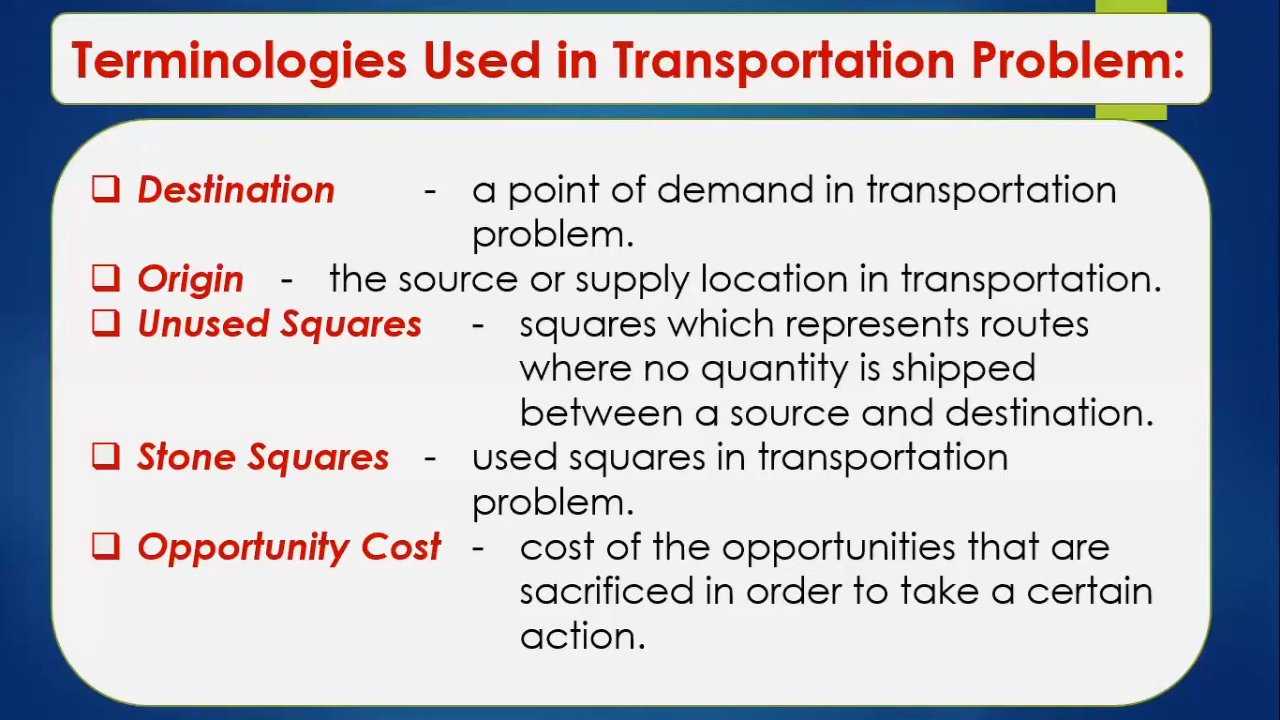 Terminologies Used in Transportation Problem:
❑ Destination - a point of demand in transportation
problem.
❑ Origin - the source or supply location in transportation.
❑ Unused Squares - squares which represents routes
where no quantity is shipped
between a source and destination.
❑ Stone Squares - used squares in transportation
problem.
❑ Opportunity Cost - cost of the opportunities that are
sacrificed in order to take a certain
action.